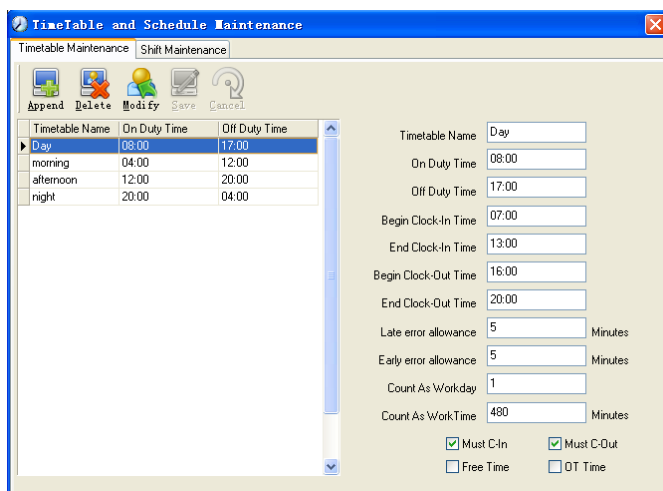 TimeTable and Schedule Maintenance
Timetable Maintenance Shift Maintenance
Append Delete Modify Save Cancel
Timetable Name On Duty Time Off Duty Time
Day 08:00 17:00
morning 04:00 12:00
afternoon 12:00 20:00
night 20:00 04:00
Timetable Name Day
On Duty Time 08:00
Off Duty Time 17:00
Begin Clock-In Time 07:00
End Clock-In Time 13:00
Begin Clock-Out Time 16:00
End Clock-Out Time 20:00
Late error allowance 5 Minutes
Early error allowance 5 Minutes
Count As Workday 1
Count As WorkTime 480 Minutes
Must C-In Must C-Out
Free Time OT Time